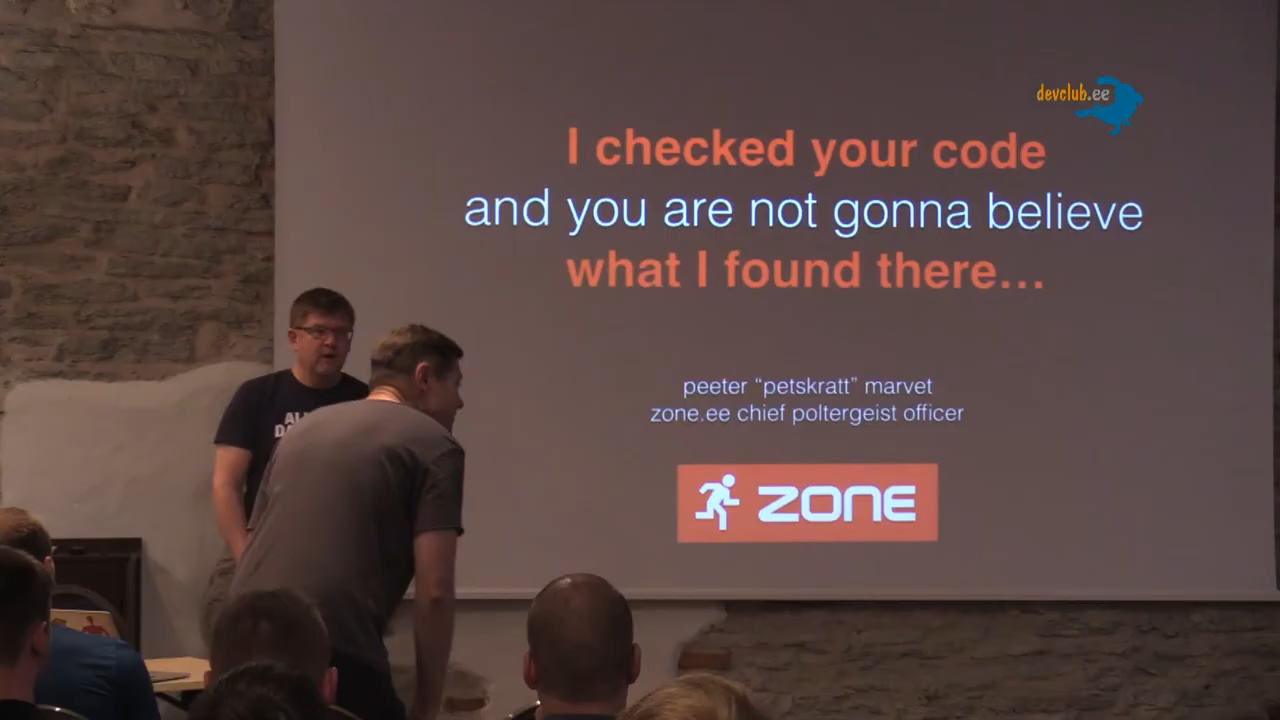 devclub.ee
I checked your code
and you are not gonna believe
what I found there...
peeter “petskratt” marvet
zone.ee chief poltergeist officer
ZONE